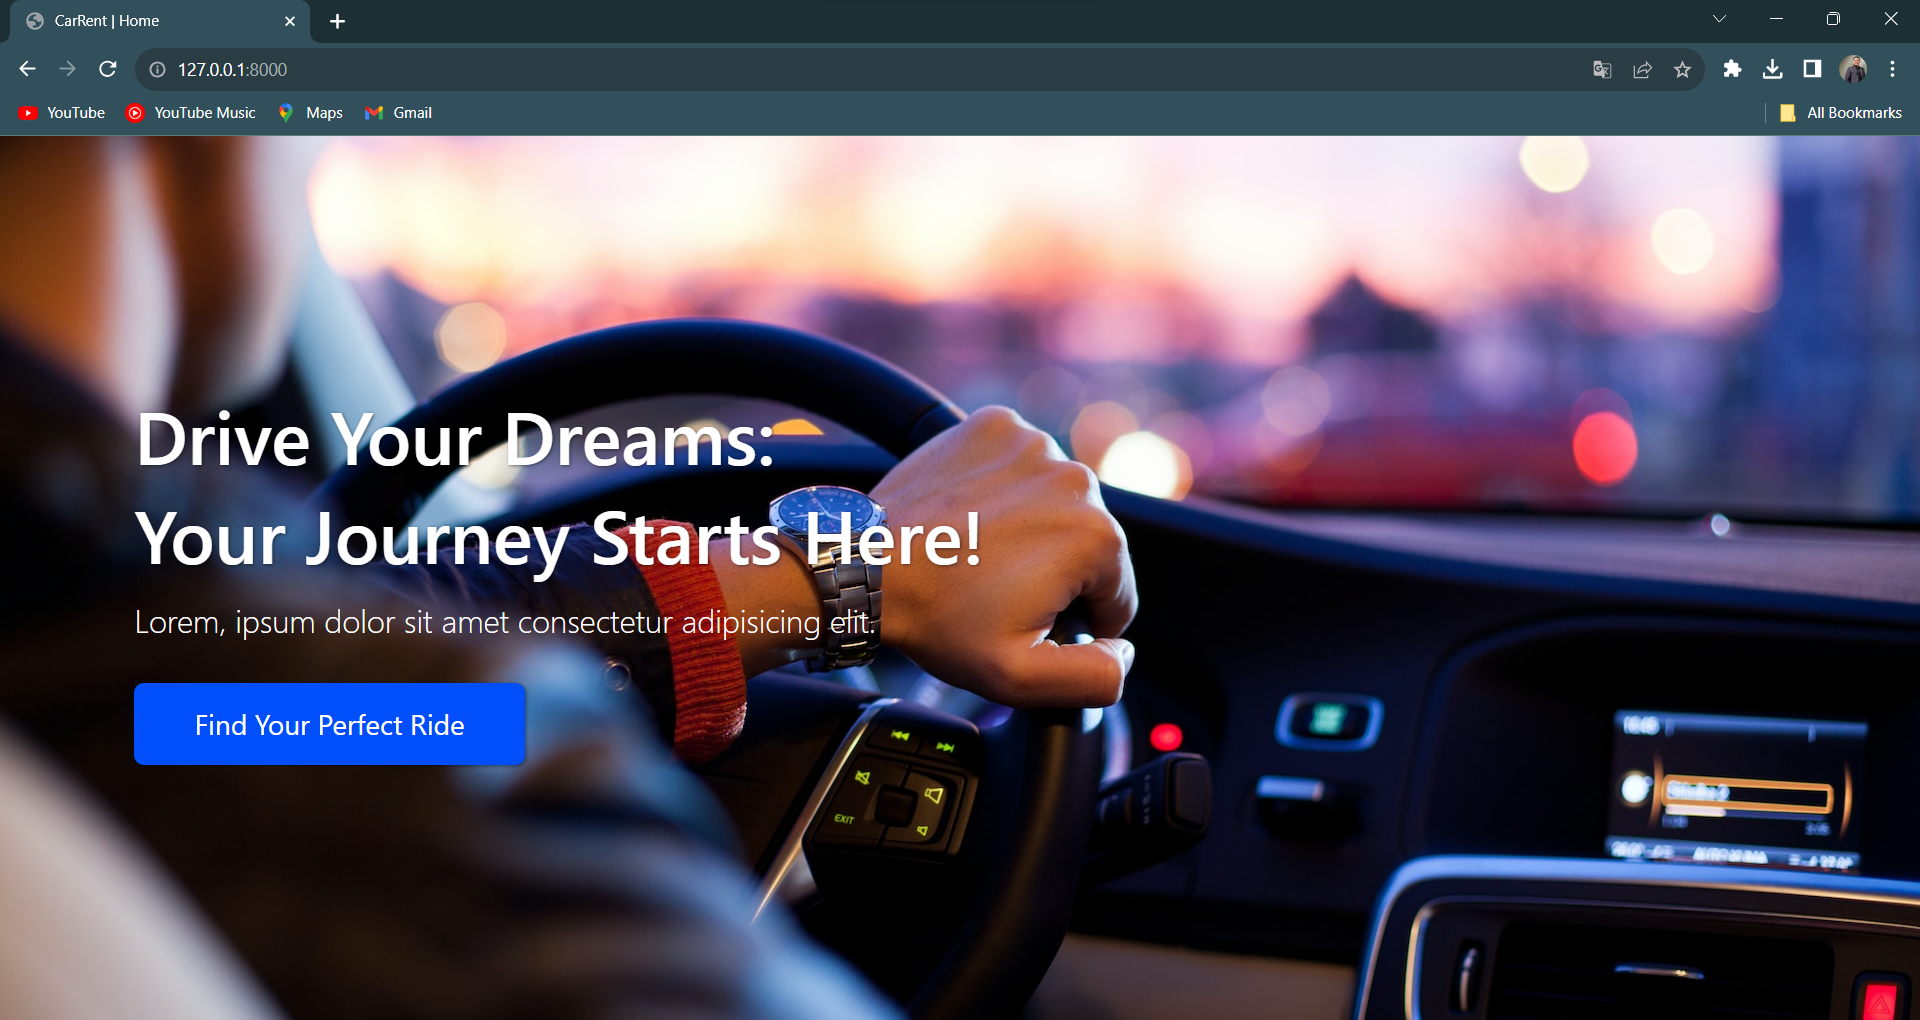 CarRent | Home
127.0.0.1:8000
YouTube
YouTube Music
Maps
Gmail
All Bookmarks
Drive Your Dreams:
Your Journey Starts Here!
Lorem, ipsum dolor sit amet consectetur adipisicing elit.
Find Your Perfect Ride
EXIT